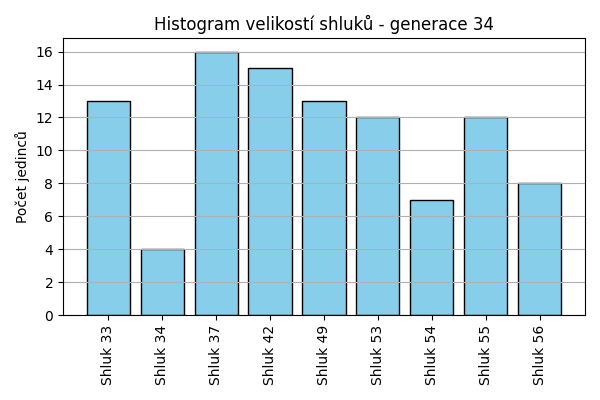 Histogram velikostí shluků - generace 34
Počet jedinců
16
14
12
10
8
6
4
2
0
Shluk 33
Shluk 34
Shluk 37
Shluk 42
Shluk 49
Shluk 53
Shluk 54
Shluk 55
Shluk 56